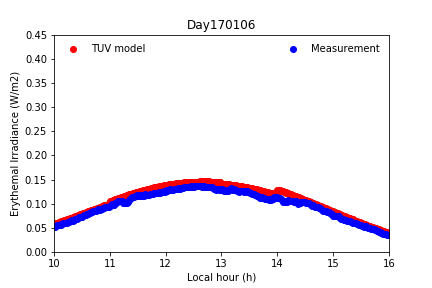 Day170106
TUV model
Measurement
Erythemal Irradiance (W/m2)
0.45
0.40
0.35
0.30
0.25
0.20
0.15
0.10
0.05
0.00
10 11 12 13 14 15 16
Local hour (h)